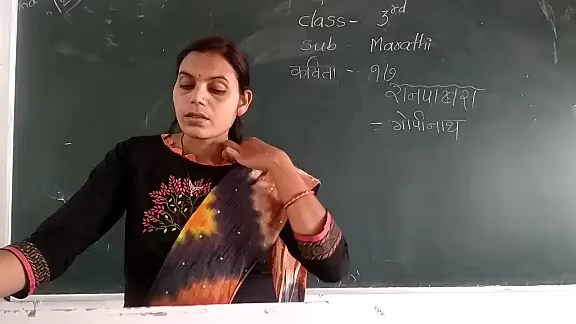 class - 3rd
sub - Marathi
कविता - १७
रानपाखरा
- गोपीनाथ